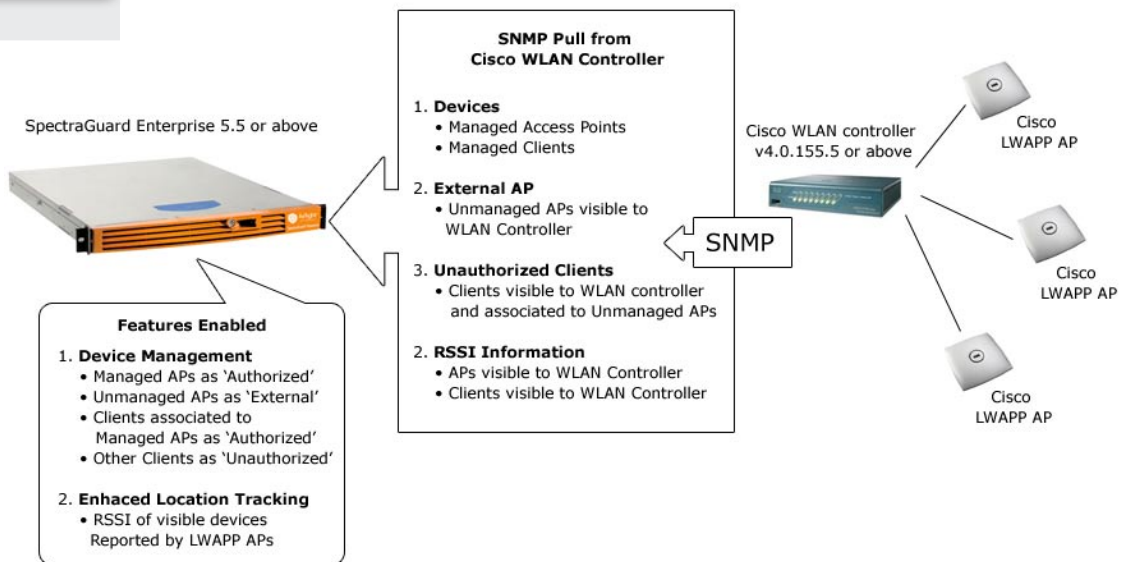 SpectraGuard Enterprise 5.5 or above
SNMP Pull from
Cisco WLAN Controller
1. Devices
• Managed Access Points
• Managed Clients
2. External AP
• Unmanaged APs visible to
WLAN Controller
3. Unauthorized Clients
• Clients visible to WLAN controller
and associated to Unmanaged APs
2. RSSI Information
• APs visible to WLAN Controller
• Clients visible to WLAN Controller
SNMP
Cisco WLAN controller
v4.0.155.5 or above
Cisco
LWAPP AP
Cisco
LWAPP AP
Cisco
LWAPP AP
Features Enabled
1. Device Management
• Managed APs as ‘Authorized’
• Unmanaged APs as ‘External’
• Clients associated to
Managed APs as ‘Authorized’
• Other Clients as ‘Unauthorized’
2. Enhaced Location Tracking
• RSSI of visible devices
Reported by LWAPP APs